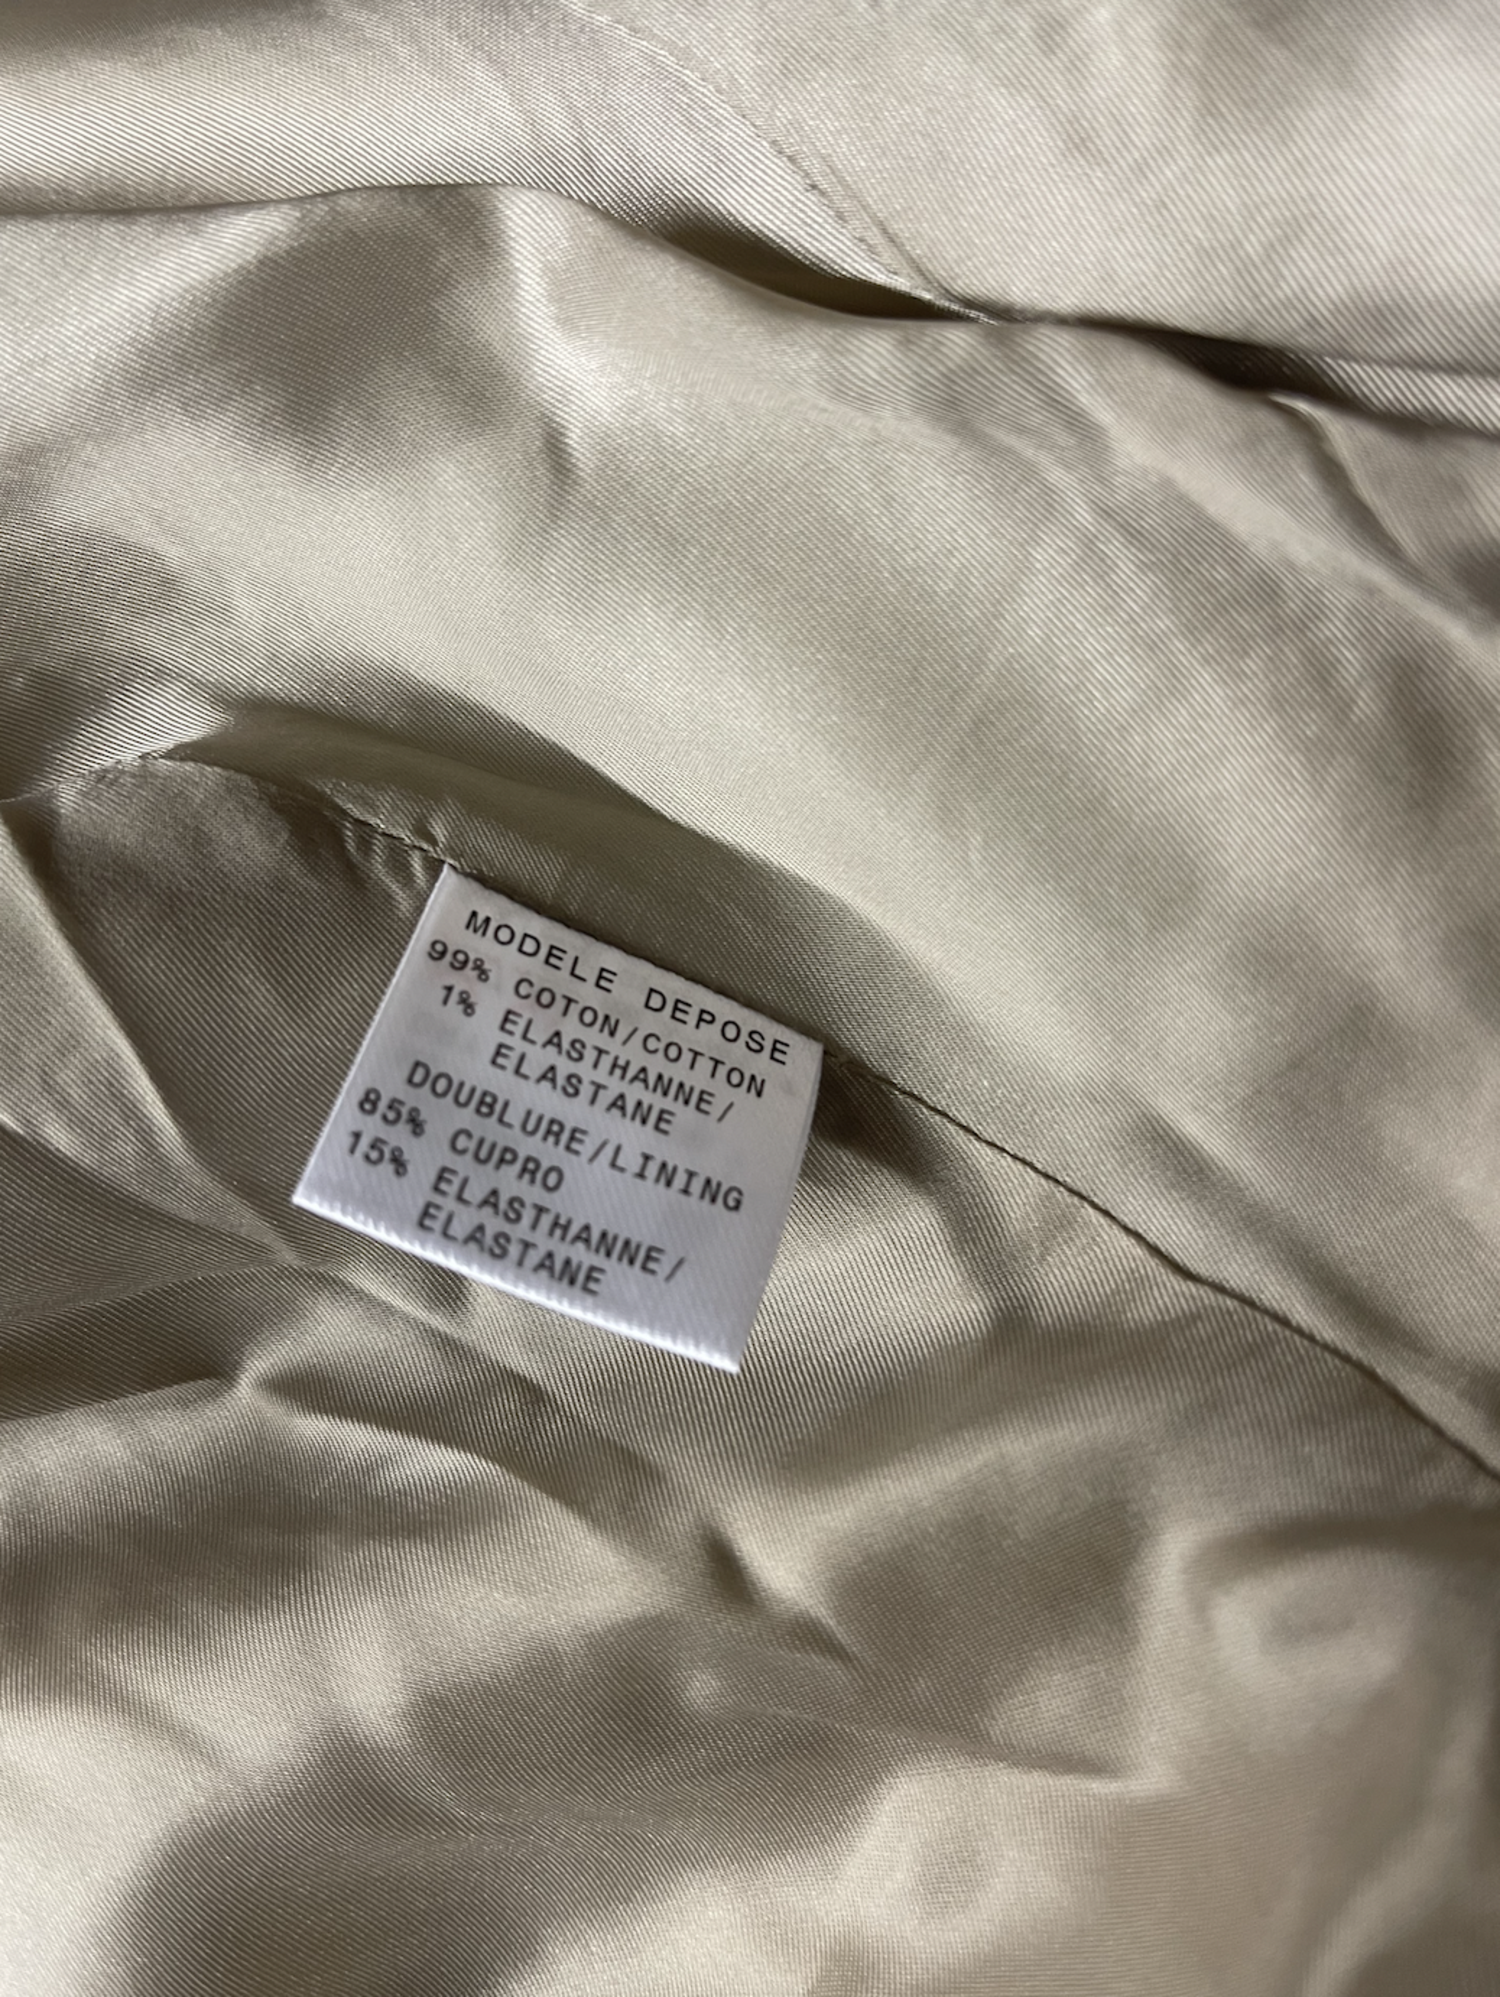 MODELE DEPOSE
99% COTON/COTTON
1% ELASTHANNE/
ELASTANE
DOUBLURE/LINING
85% CUPRO
15% ELASTHANNE/
ELASTANE